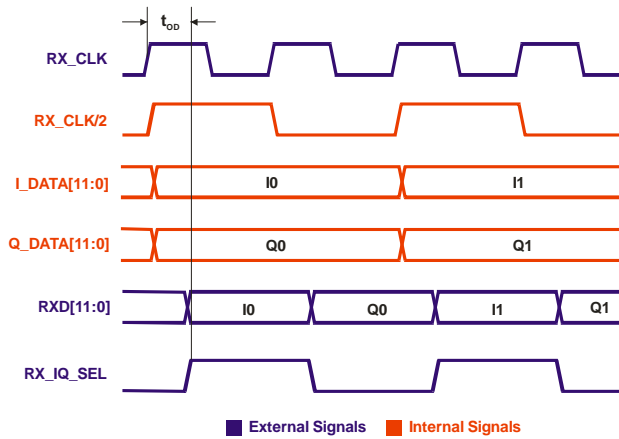 tOD
RX_CLK
RX_CLK/2
I_DATA[11:0] I0 I1
Q_DATA[11:0] Q0 Q1
RXD[11:0] I0 Q0 I1 Q1
RX_IQ_SEL
External Signals Internal Signals